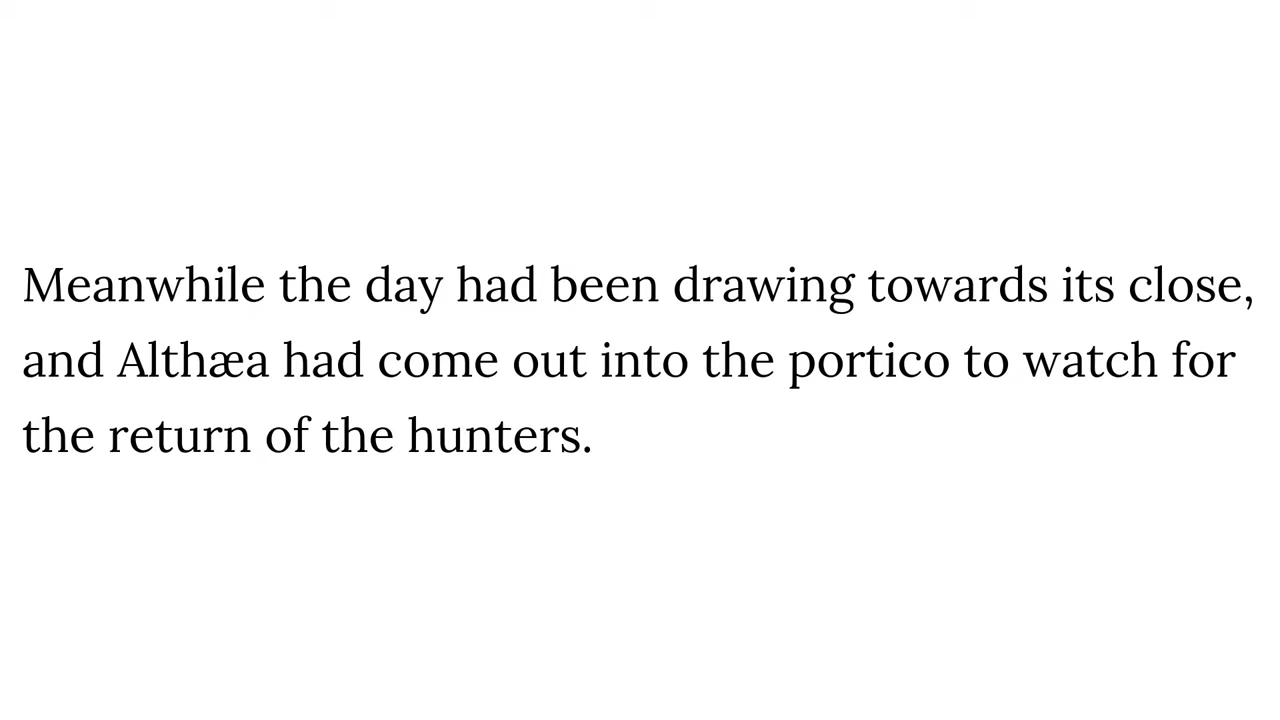 Meanwhile the day had been drawing towards its close,
and Althæa had come out into the portico to watch for
the return of the hunters.